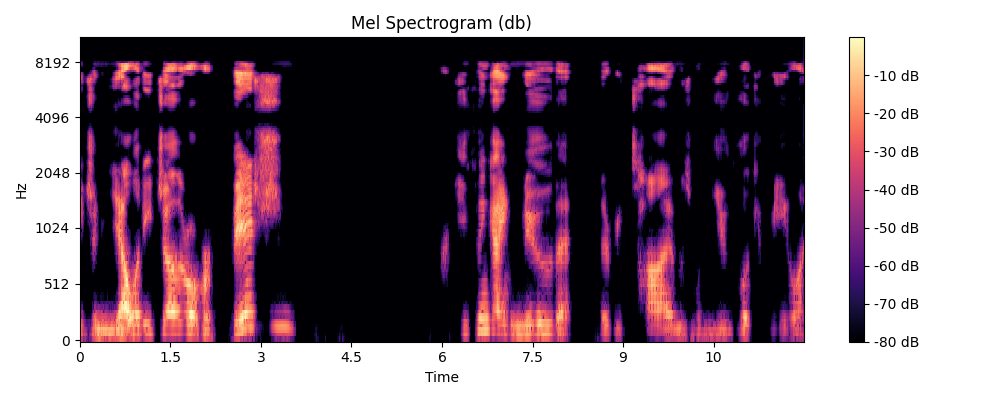 Mel Spectrogram (db)
Hz
8192
4096
2048
1024
512
0
0 1.5 3 4.5 6 7.5 9 10
Time
-10 dB
-20 dB
-30 dB
-40 dB
-50 dB
-60 dB
-70 dB
-80 dB